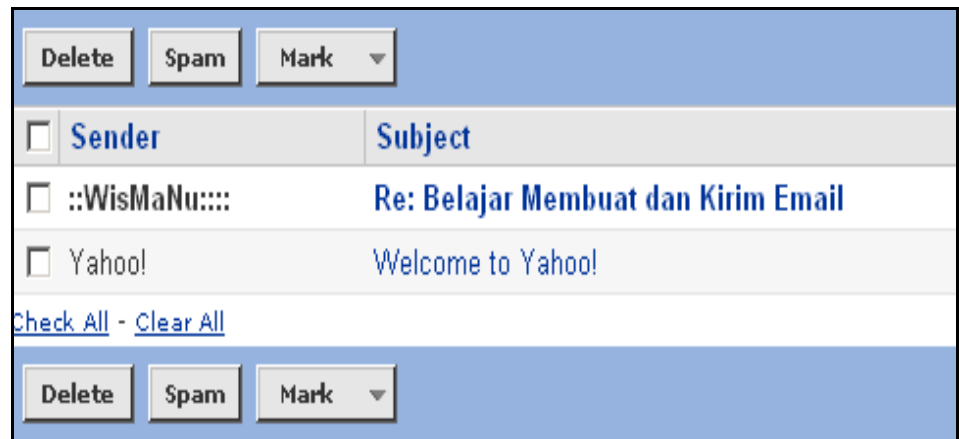 Delete Spam Mark
Sender Subject
::WisMaNu:::: Re: Belajar Membuat dan Kirim Email
Yahoo! Welcome to Yahoo!
Check All - Clear All
Delete Spam Mark